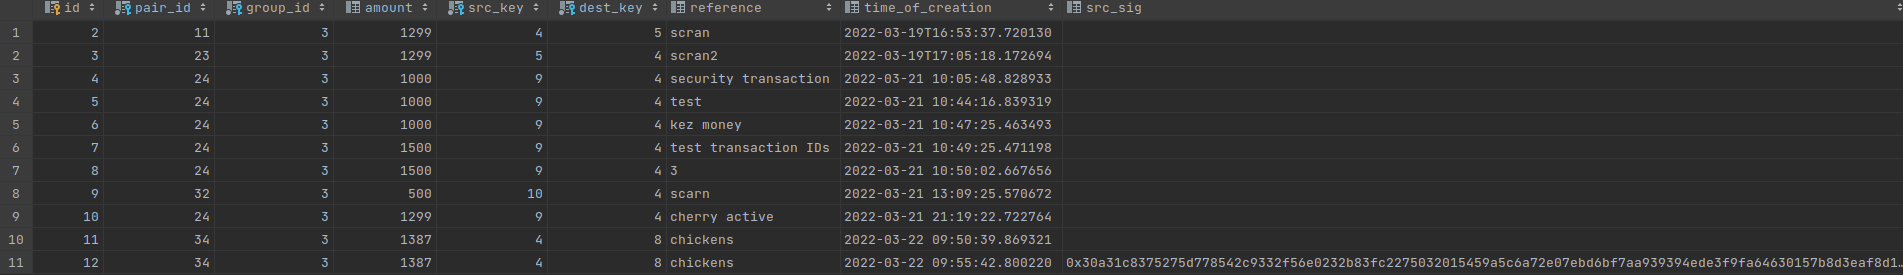 id pair_id group_id amount src_key dest_key reference time_of_creation src_sig
1 2 11 3 1299 4 5 scran 2022-03-19T16:53:37.720130
2 3 23 3 1299 5 4 scran2 2022-03-19T17:05:18.172694
3 4 24 3 1000 9 4 security transaction 2022-03-21 10:05:48.828933
4 5 24 3 1000 9 4 test 2022-03-21 10:44:16.839319
5 6 24 3 1000 9 4 kez money 2022-03-21 10:47:25.463493
6 7 24 3 1500 9 4 test transaction IDs 2022-03-21 10:49:25.471198
7 8 24 3 1500 9 4 3 2022-03-21 10:50:02.667656
8 9 32 3 500 10 4 scarn 2022-03-21 13:09:25.570672
9 10 24 3 1299 9 4 cherry active 2022-03-21 21:19:22.722764
10 11 34 3 1387 4 8 chickens 2022-03-22 09:50:39.869321
11 12 34 3 1387 4 8 chickens 2022-03-22 09:55:42.800220 0x30a31c8375275d778542c9332f56e0232b83fc2275032015459a5c6a72e07ebd6bf7aa939394ede3f9fa64630157b8d3eaf8d1